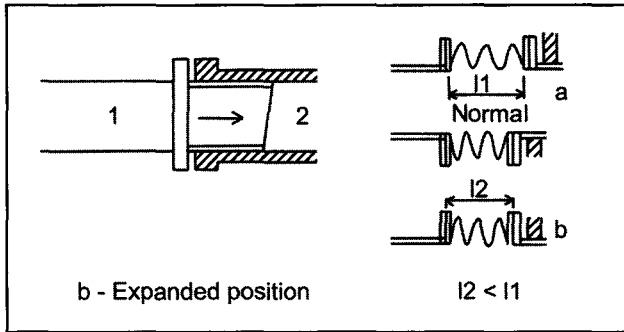 1
2
l1
a
Normal
l2
b
b - Expanded position
l2 < l1